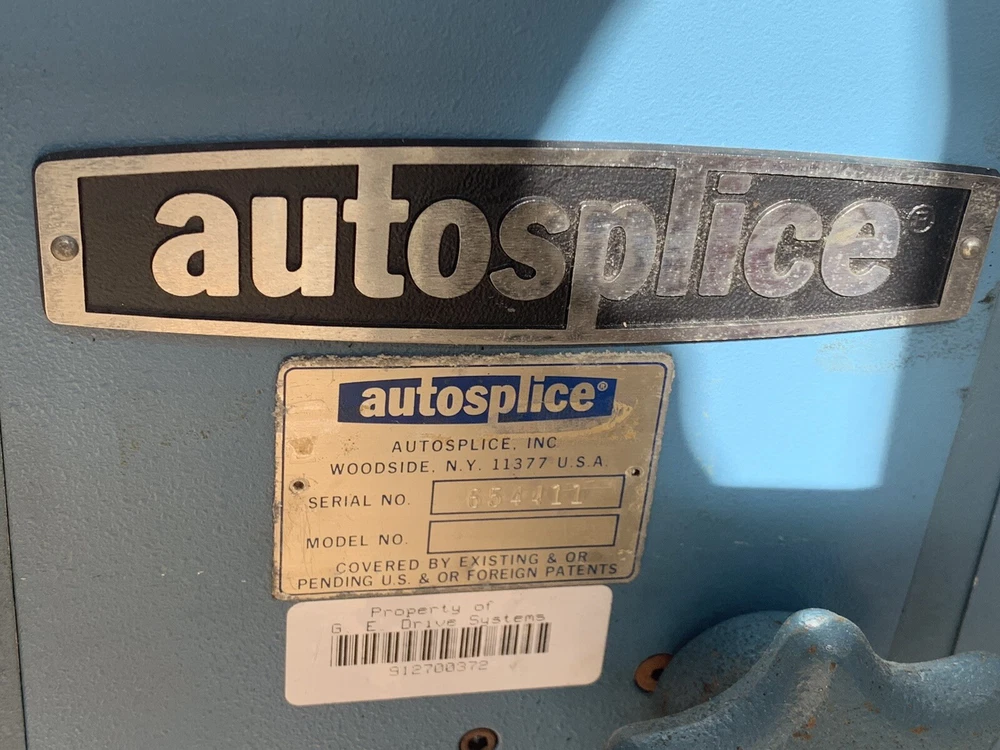 autosplice®
autosplice®
AUTOSPLICE, INC
WOODSIDE, N.Y. 11377 U.S.A.
SERIAL NO. 654411
MODEL NO.
COVERED BY EXISTING & OR
PENDING U.S. & OR FOREIGN PATENTS
Property of
G. E. Drive Systems
912700372